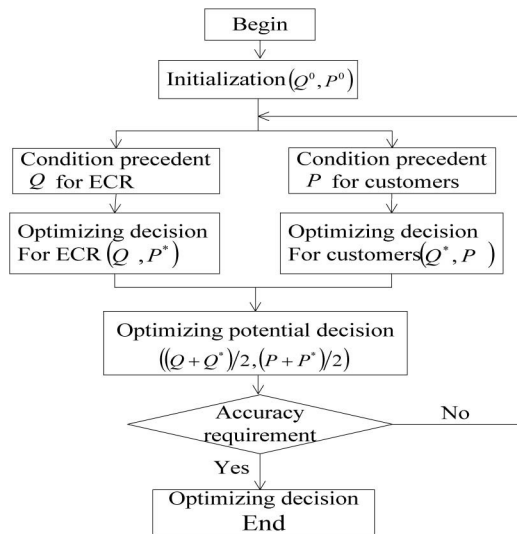 Begin
Initialization(Q⁰, P⁰)
Condition precedent
Q for ECR
Condition precedent
P for customers
Optimizing decision
For ECR(Q , P*)
Optimizing decision
For customers(Q*, P )
Optimizing potential decision
((Q+Q*)/2,(P+P*)/2)
Accuracy
requirement
No
Yes
Optimizing decision
End